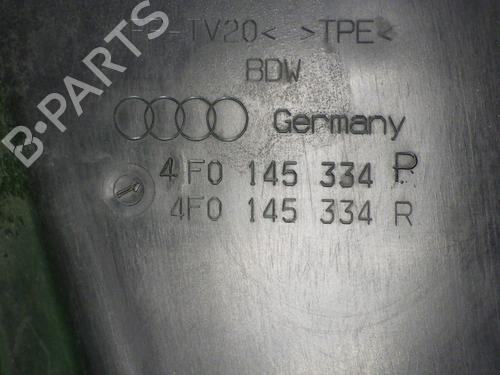 -TV20< >TPE<
BDW
Germany
4F0 145 334 R
4F0 145 334 R
B·PARTS